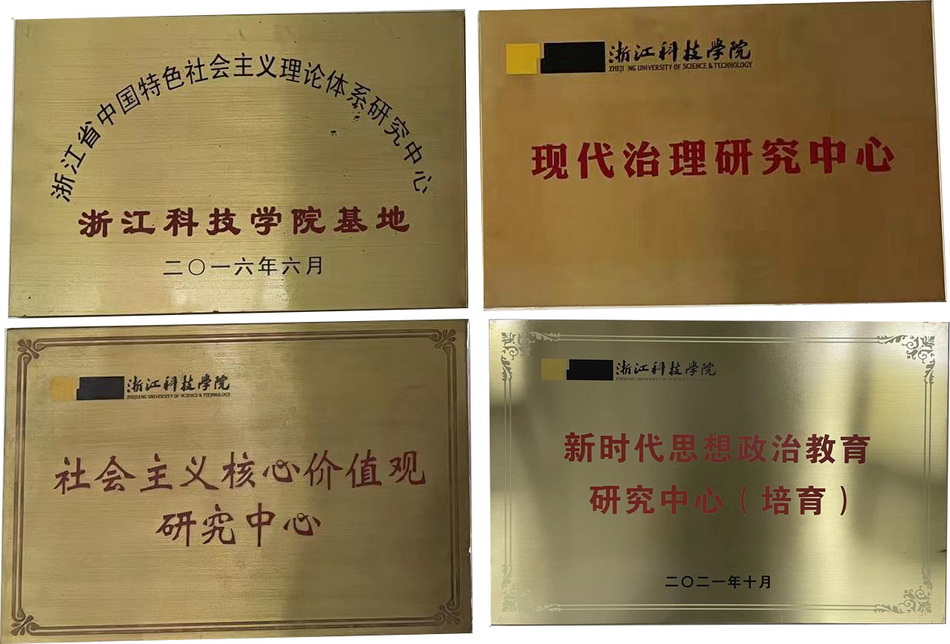 浙江省中国特色社会主义理论体系研究中心
浙江科技学院基地
二〇一六年六月
浙江科技学院
ZHEJI NG UNIVERSITY OF SCIENCE & TECHNOLOGY
现代治理研究中心
浙江科技学院
ZHEJIANG UNIVERSITY OF SCIENCE & TECHNOLOGY
社会主义核心价值观
研究中心
浙江科技学院
ZHEJIANG UNIVERSITY OF SCIENCE &
新时代思想政治教育
研究中心（培育）
二〇二一年十月